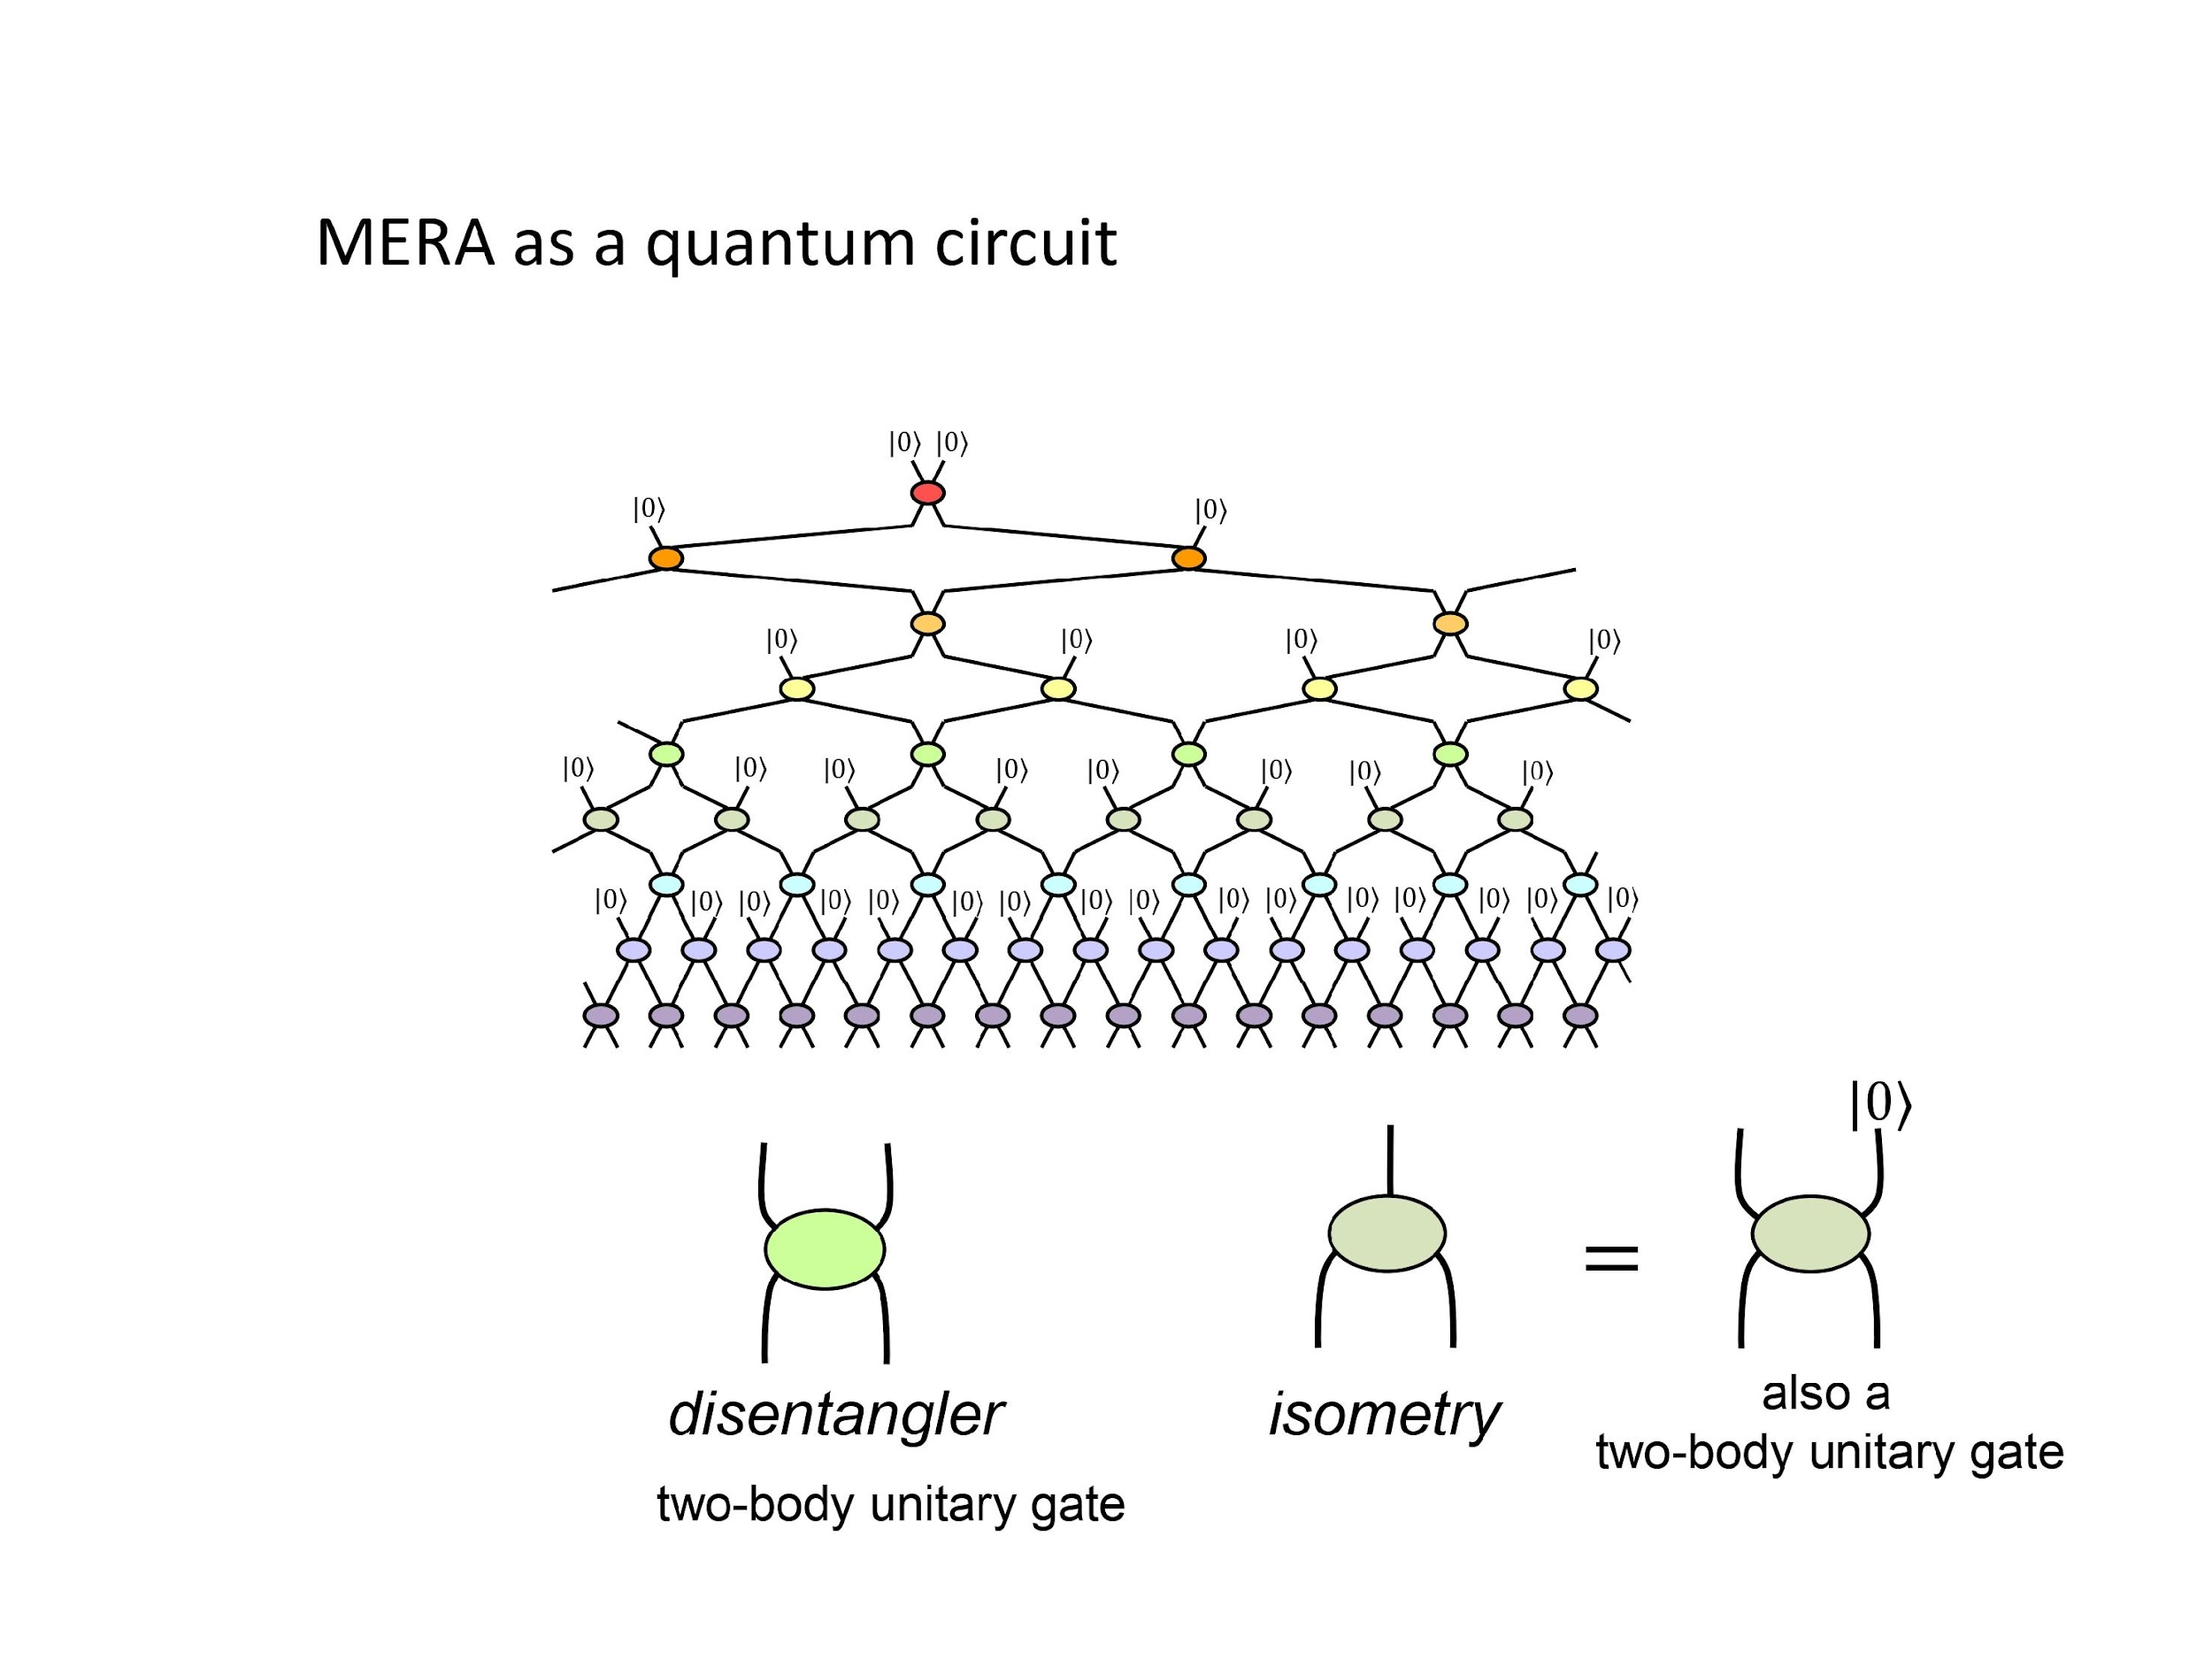 MERA as a quantum circuit
|0⟩ |0⟩
|0⟩ |0⟩
|0⟩ |0⟩ |0⟩ |0⟩
|0⟩ |0⟩ |0⟩ |0⟩ |0⟩ |0⟩ |0⟩ |0⟩
|0⟩ |0⟩ |0⟩ |0⟩ |0⟩ |0⟩ |0⟩ |0⟩ |0⟩ |0⟩ |0⟩ |0⟩ |0⟩ |0⟩ |0⟩ |0⟩
|0⟩
=
disentangler
two-body unitary gate
isometry
also a
two-body unitary gate